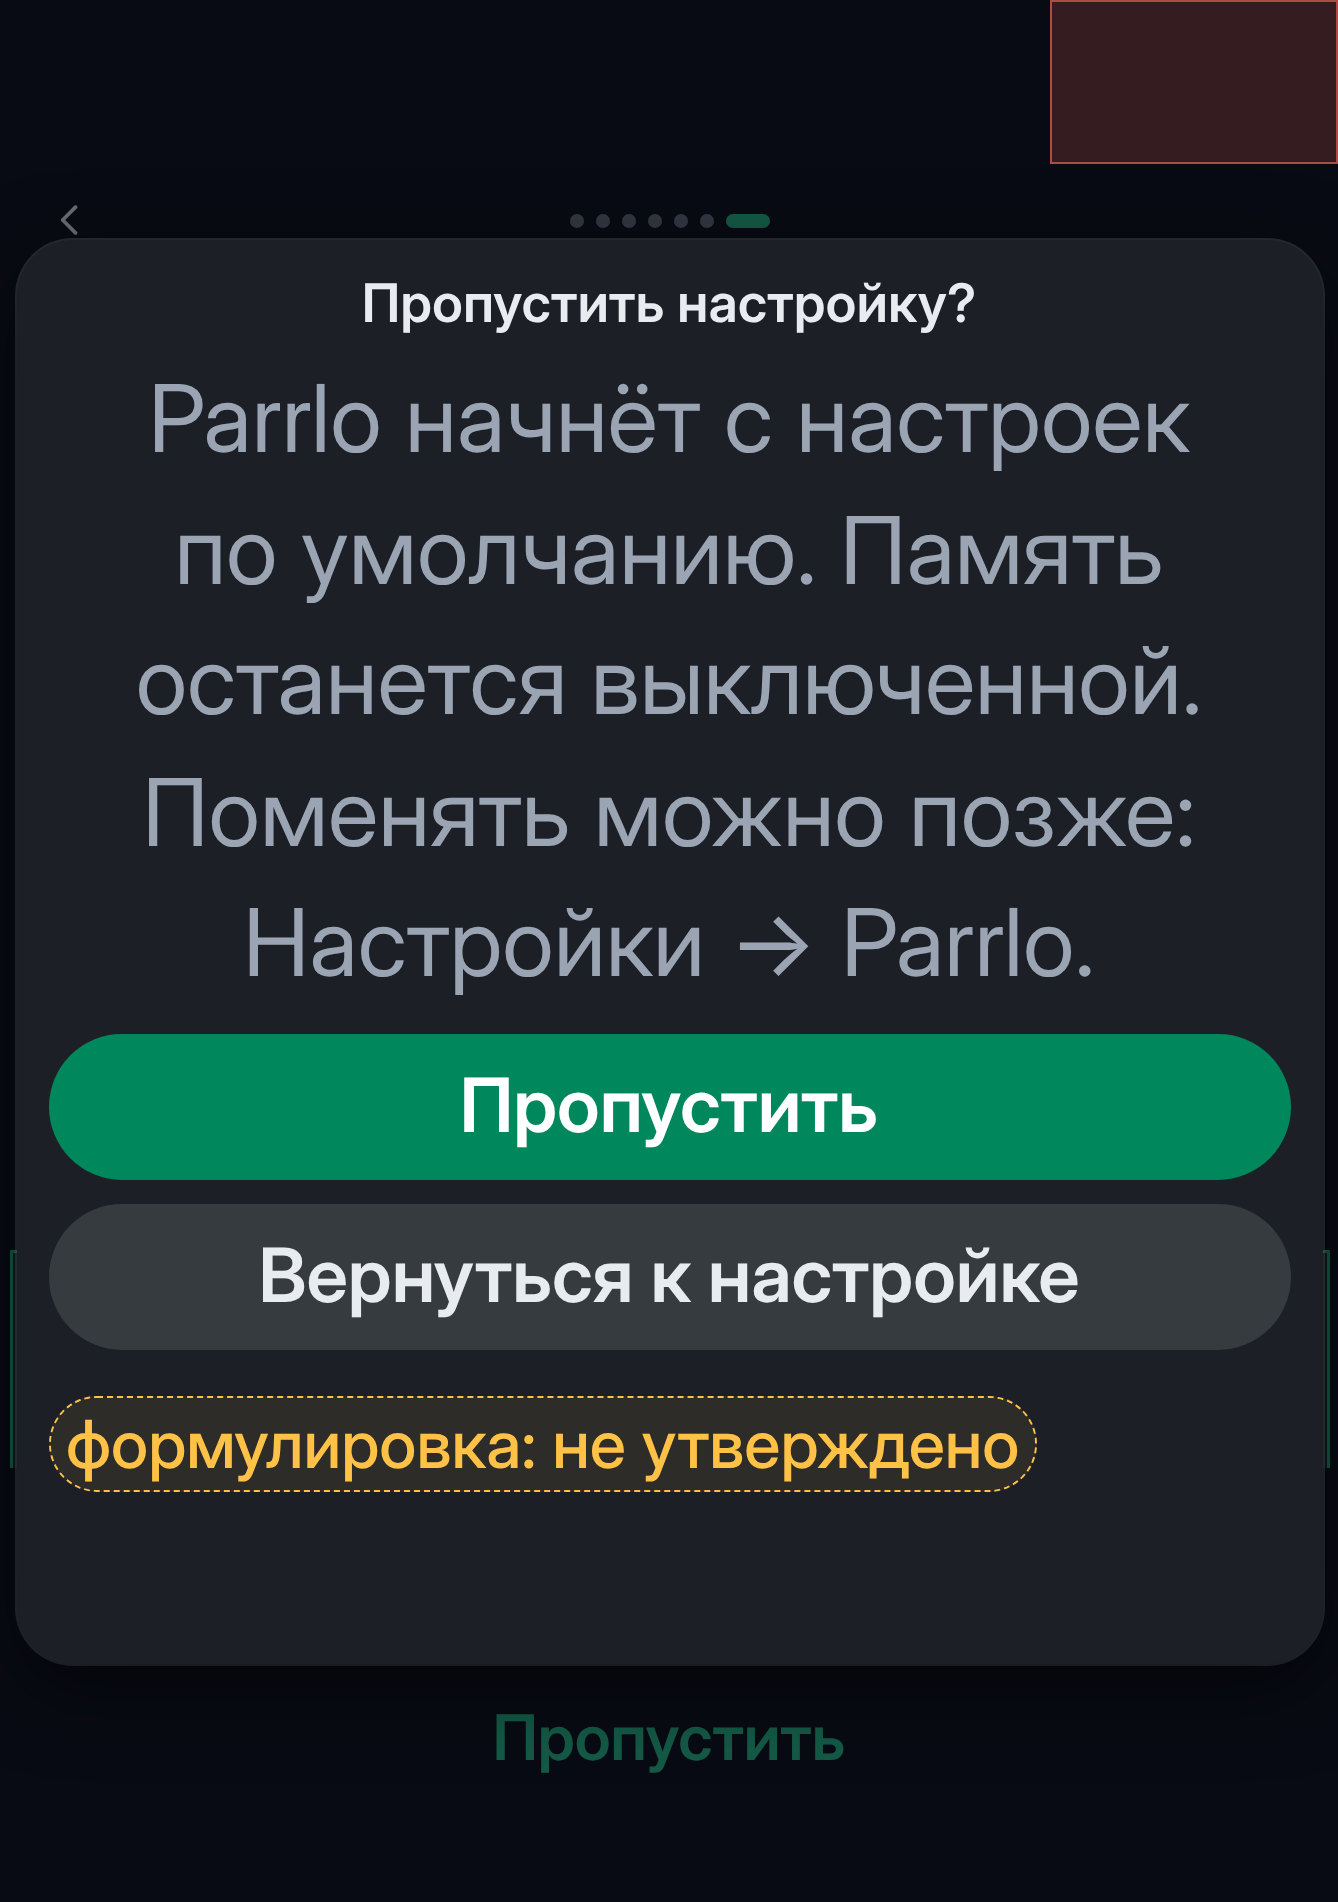 Пропустить настройку?
Parrlo начнёт с настроек
по умолчанию. Память
останется выключенной.
Поменять можно позже:
Настройки → Parrlo.
Пропустить
Вернуться к настройке
формулировка: не утверждено
Пропустить